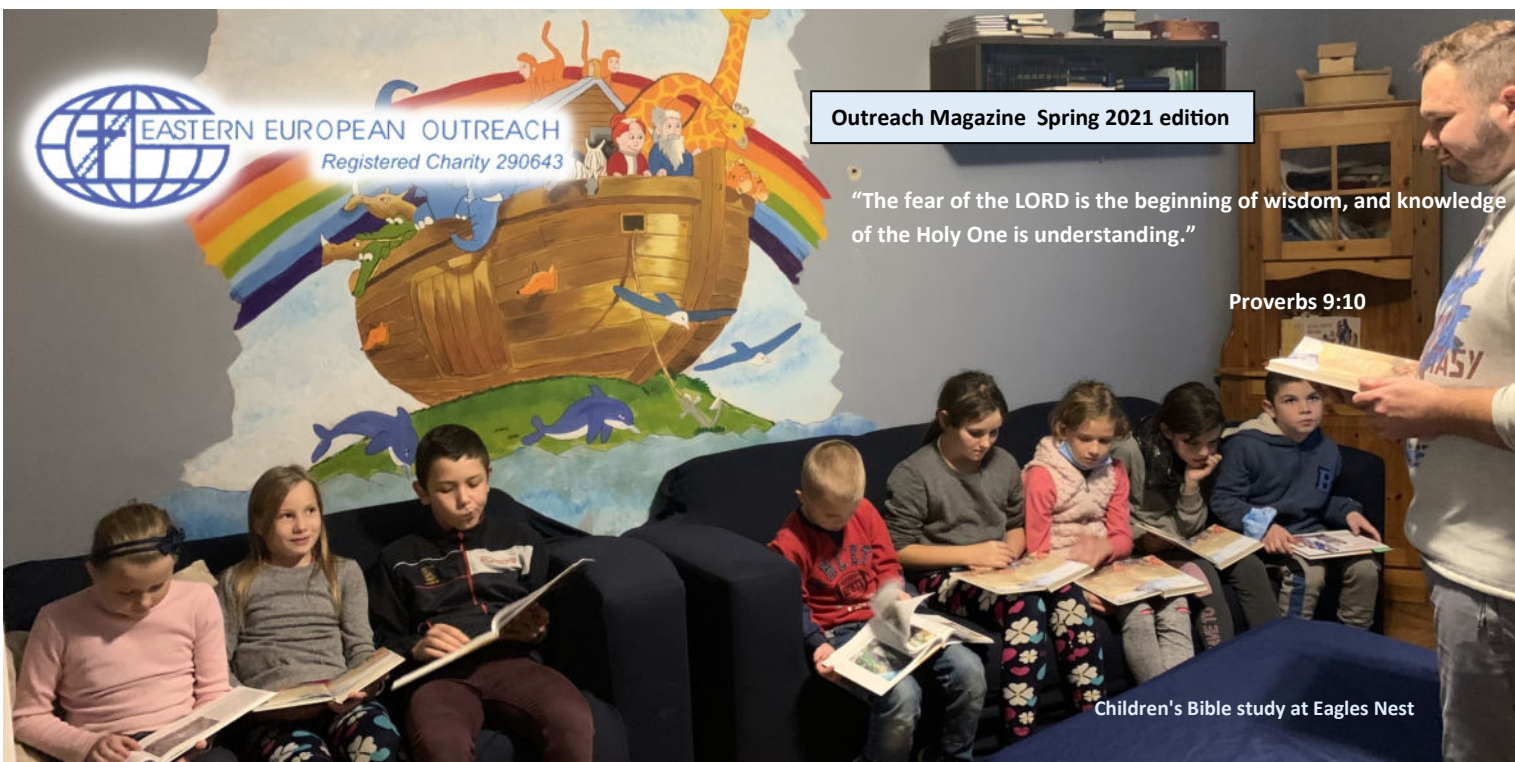 EASTERN EUROPEAN OUTREACH
Registered Charity 290643
Outreach Magazine Spring 2021 edition
“The fear of the LORD is the beginning of wisdom, and knowledge
of the Holy One is understanding.”
Proverbs 9:10
Children's Bible study at Eagles Nest